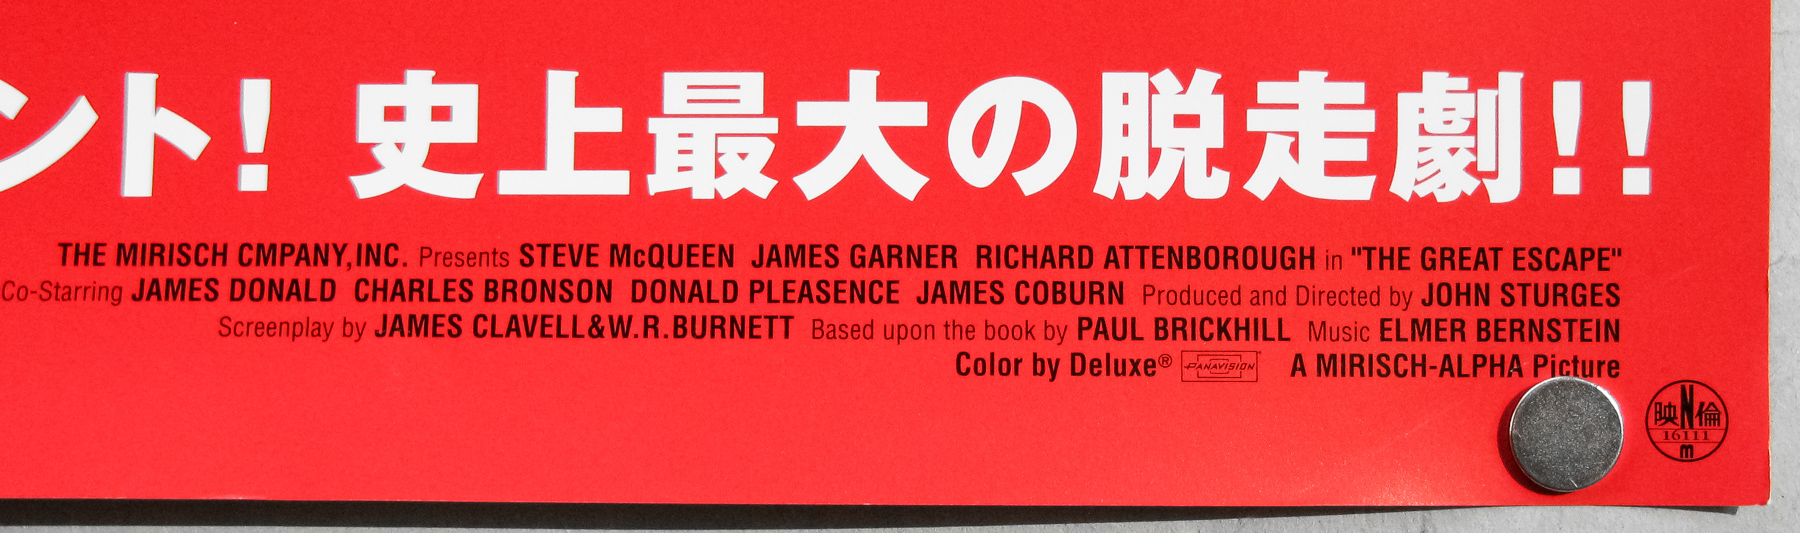 ント! 史上最大の脱走劇!!
THE MIRISCH CMPANY,INC. Presents STEVE McQUEEN JAMES GARNER RICHARD ATTENBOROUGH in "THE GREAT ESCAPE"
Co-Starring JAMES DONALD CHARLES BRONSON DONALD PLEASENCE JAMES COBURN Produced and Directed by JOHN STURGES
Screenplay by JAMES CLAVELL&W.R.BURNETT Based upon the book by PAUL BRICKHILL Music ELMER BERNSTEIN
Color by Deluxe® PANAVISION® A MIRISCH-ALPHA Picture
映N倫
16111
m